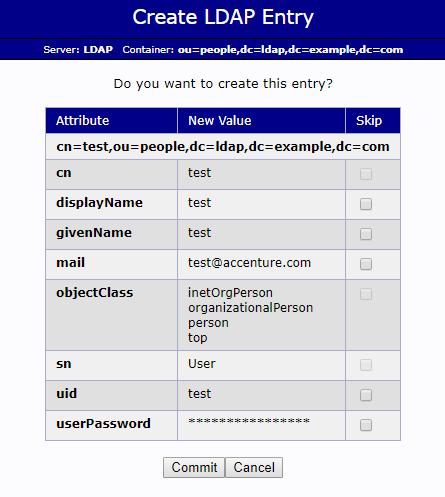 Create LDAP Entry
Server: LDAP Container: ou=people,dc=ldap,dc=example,dc=com
Do you want to create this entry?
Attribute New Value Skip
cn=test,ou=people,dc=ldap,dc=example,dc=com
cn test
displayName test
givenName test
mail test@accenture.com
objectClass inetOrgPerson
organizationalPerson
person
top
sn User
uid test
userPassword ****************
Commit Cancel